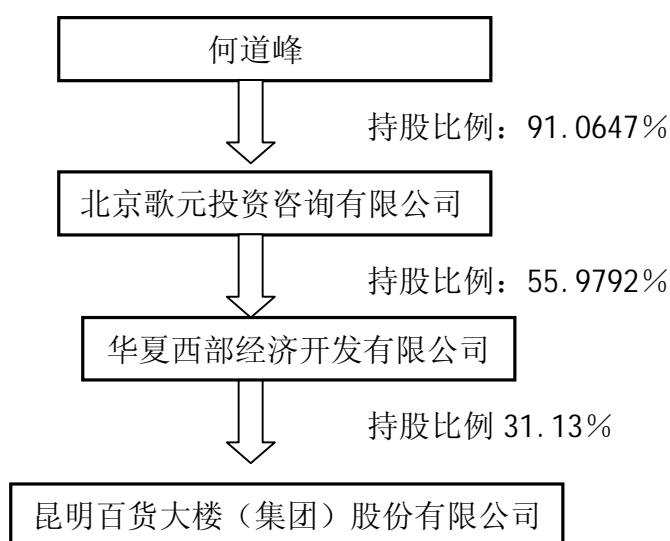 何道峰
持股比例：91.0647％
北京歌元投资咨询有限公司
持股比例：55.9792％
华夏西部经济开发有限公司
持股比例 31.13％
昆明百货大楼（集团）股份有限公司